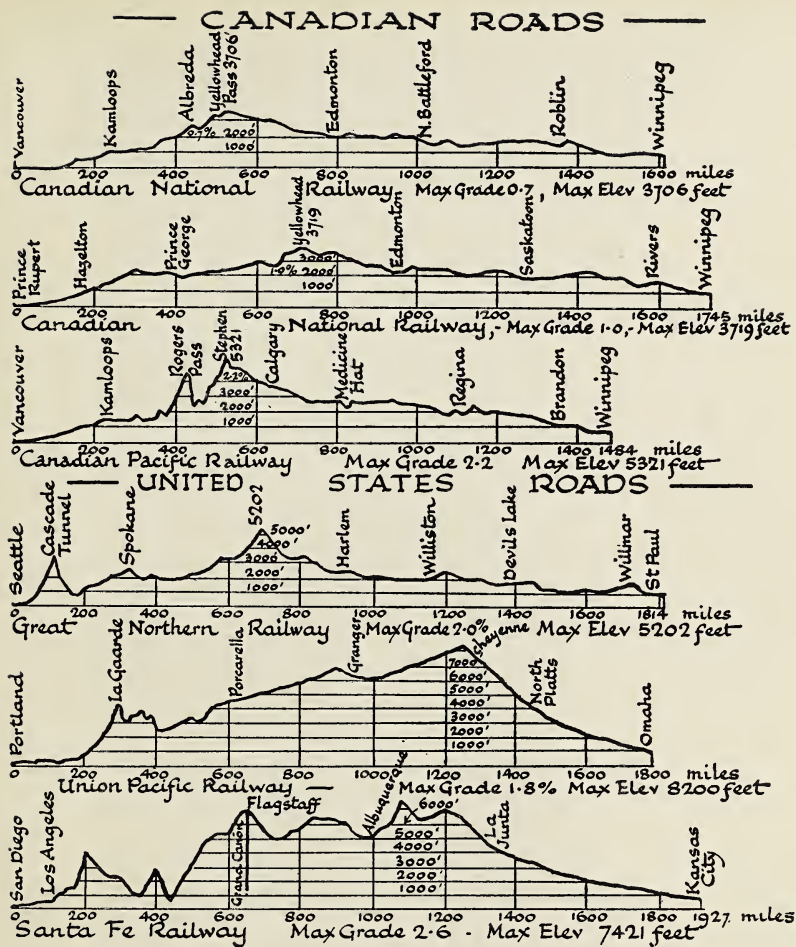 CANADIAN ROADS
Vancouver Kamloops Albreda Yellowhead Pass 3706' Edmonton N. Battleford Roblin Winnipeg
0.7% 2000'
1000'
0 200 400 600 800 1000 1200 1400 1600 miles
Canadian National Railway Max Grade 0.7, Max Elev 3706 feet
Prince Rupert Hazelton Prince George Yellowhead 3719 Edmonton Saskatoon Rivers Winnipeg
3000'
1.0% 2000'
1000'
0 200 400 600 800 1000 1200 1400 1600 1745 miles
Canadian National Railway,- Max Grade 1.0,- Max Elev 3719 feet
Vancouver Kamloops Rogers Pass Stephen 5321 Calgary Medicine Hat Regina Brandon Winnipeg
2.2%
3000'
2000'
1000'
0 200 400 600 800 1000 1200 1400 1484 miles
Canadian Pacific Railway Max Grade 2.2 Max Elev 5321 feet
UNITED STATES ROADS
Seattle Cascade Tunnel Spokane 5202 Harlem Williston Devils Lake Willmar St Paul
5000'
4000'
3000'
2000'
1000'
0 200 400 600 800 1000 1200 1400 1600 1814 miles
Great Northern Railway Max Grade 2.0% Max Elev 5202 feet
Portland La Gaarde Porcarella Granger Sheyenne North Platts Omaha
7000'
6000'
5000'
4000'
3000'
2000'
1000'
0 200 400 600 800 1000 1200 1400 1600 1800 miles
Union Pacific Railway — Max Grade 1.8% Max Elev 8200 feet
San Diego Los Angeles Grand Canon Flagstaff Albuquerque La Junta Kansas City
6000'
5000'
4000'
3000'
2000'
1000'
0 200 400 600 800 1000 1200 1400 1600 1800 1927 miles
Santa Fe Railway Max Grade 2.6 - Max Elev 7421 feet